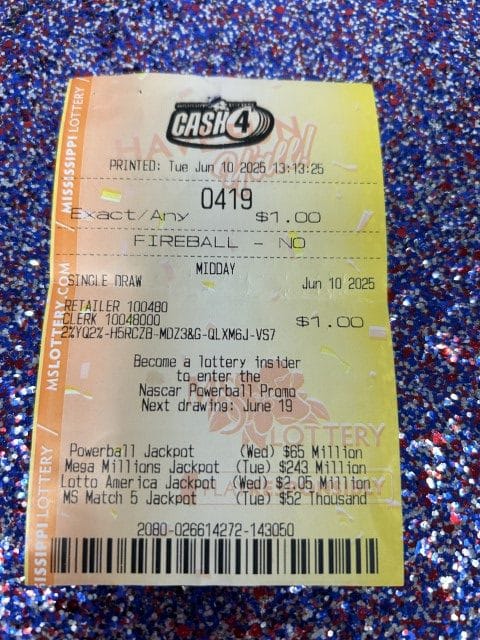 CASH 4
PRINTED: Tue Jun 10 2025 13:13:25
0419
Exact/Any $1.00
FIREBALL - NO
MIDDAY
SINGLE DRAW Jun 10 2025
RETAILER 100480
CLERK 10048000 $1.00
2%YQ2%-H5RCZB-MDZ3&G-QLXM6J-VS7
Become a lottery insider
to enter the
Nascar Powerball Promo
Next drawing: June 19
LOTTERY
Powerball Jackpot (Wed) $65 Million
Mega Millions Jackpot (Tue) $243 Million
Lotto America Jackpot (Wed) $2.05 Million
MS Match 5 Jackpot (Tue) $52 Thousand
2080-026614272-143050
MISSISSIPPI LOTTERY
MSLOTTERY.COM
ISSIPPI LOTTERY